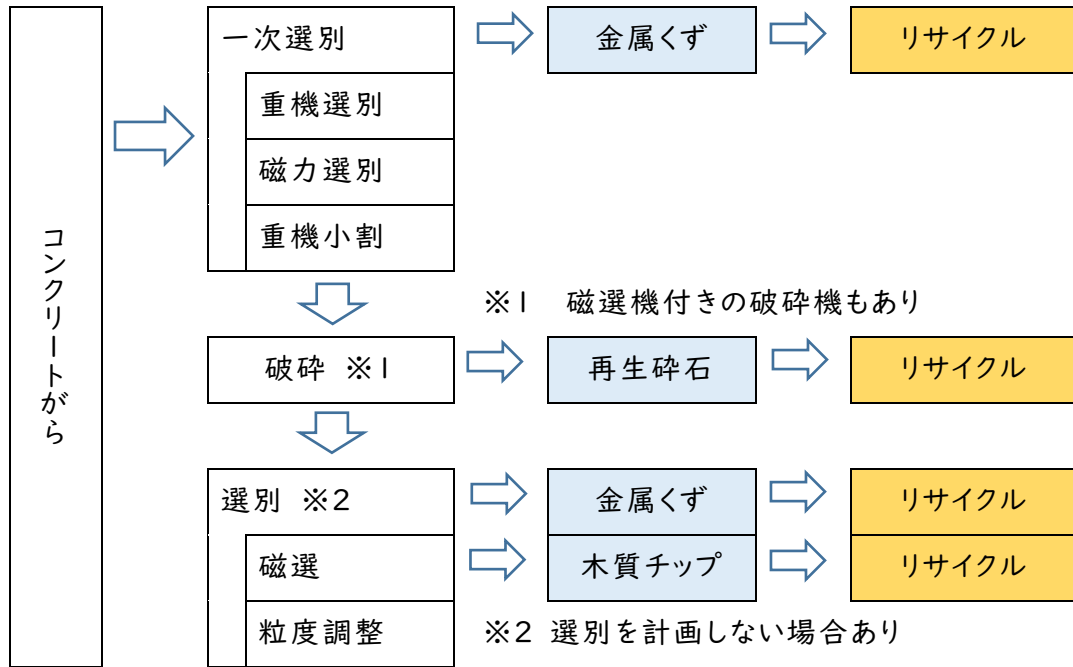 コンクリートがら
一次選別
金属くず
リサイクル
重機選別
磁力選別
重機小割
※1 磁選機付きの破砕機もあり
破砕 ※1
再生砕石
リサイクル
選別 ※2
金属くず
リサイクル
磁選
木質チップ
リサイクル
粒度調整
※2 選別を計画しない場合あり